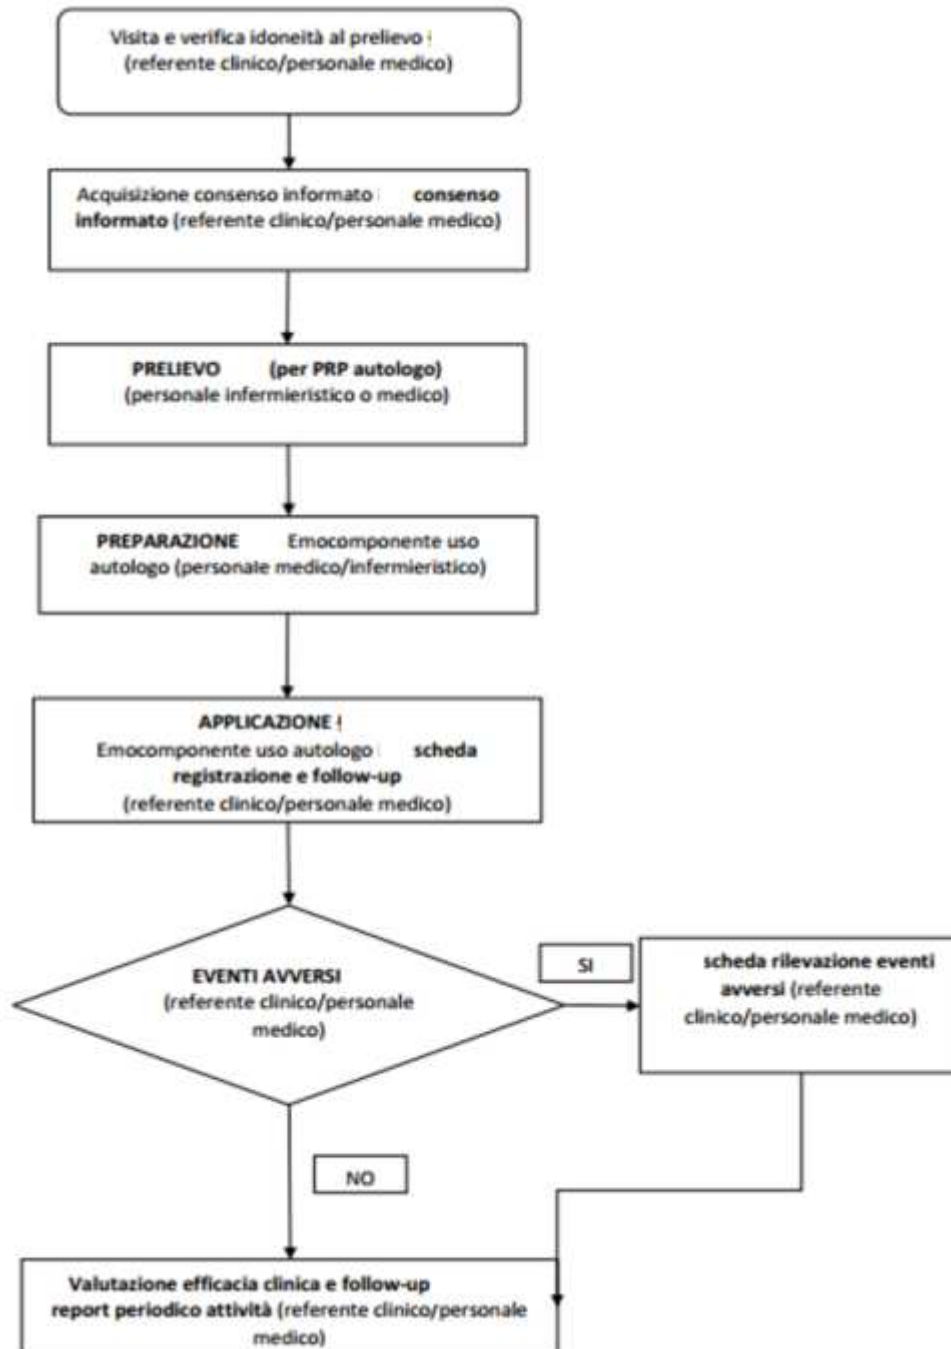 Visita e verifica idoneità al prelievo
(referente clinico/personale medico)
Acquisizione consenso informato consenso
informato (referente clinico/personale medico)
PRELIEVO (per PRP autologo)
(personale infermieristico o medico)
PREPARAZIONE Emocomponente uso
autologo (personale medico/infermieristico)
APPLICAZIONE
Emocomponente uso autologo scheda
registrazione e follow-up
(referente clinico/personale medico)
EVENTI AVVERSI
(referente clinico/personale
medico)
SI
scheda rilevazione eventi
avversi (referente
clinico/personale medico)
NO
Valutazione efficacia clinica e follow-up
report periodico attività (referente clinico/personale
medico)